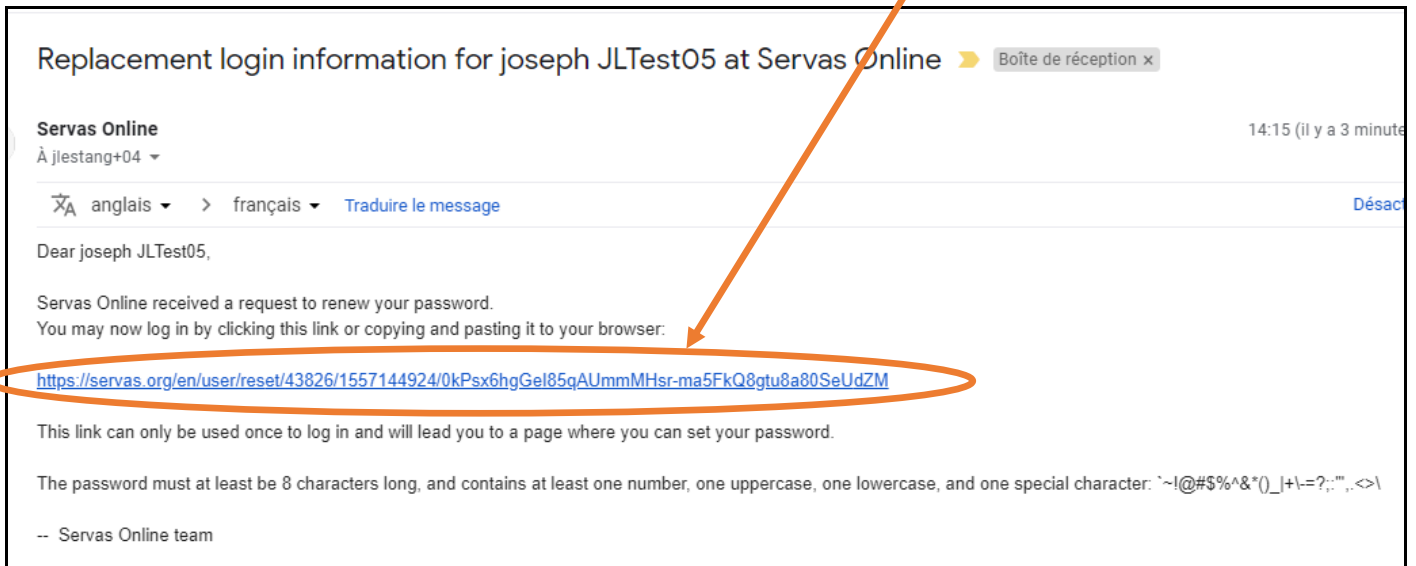 Replacement login information for joseph JLTest05 at Servas Online Boîte de réception x
Servas Online
14:15 (il y a 3 minute
À jlestang+04
anglais > français Traduire le message
Désact
Dear joseph JLTest05,
Servas Online received a request to renew your password.
You may now log in by clicking this link or copying and pasting it to your browser:
https://servas.org/en/user/reset/43826/1557144924/0kPsx6hgGeI85qAUmmMHsr-ma5FkQ8gtu8a80SeUdZM
This link can only be used once to log in and will lead you to a page where you can set your password.
The password must at least be 8 characters long, and contains at least one number, one uppercase, one lowercase, and one special character: `~!@#$%^&*()_|+\-=?;:'",.<>\
-- Servas Online team